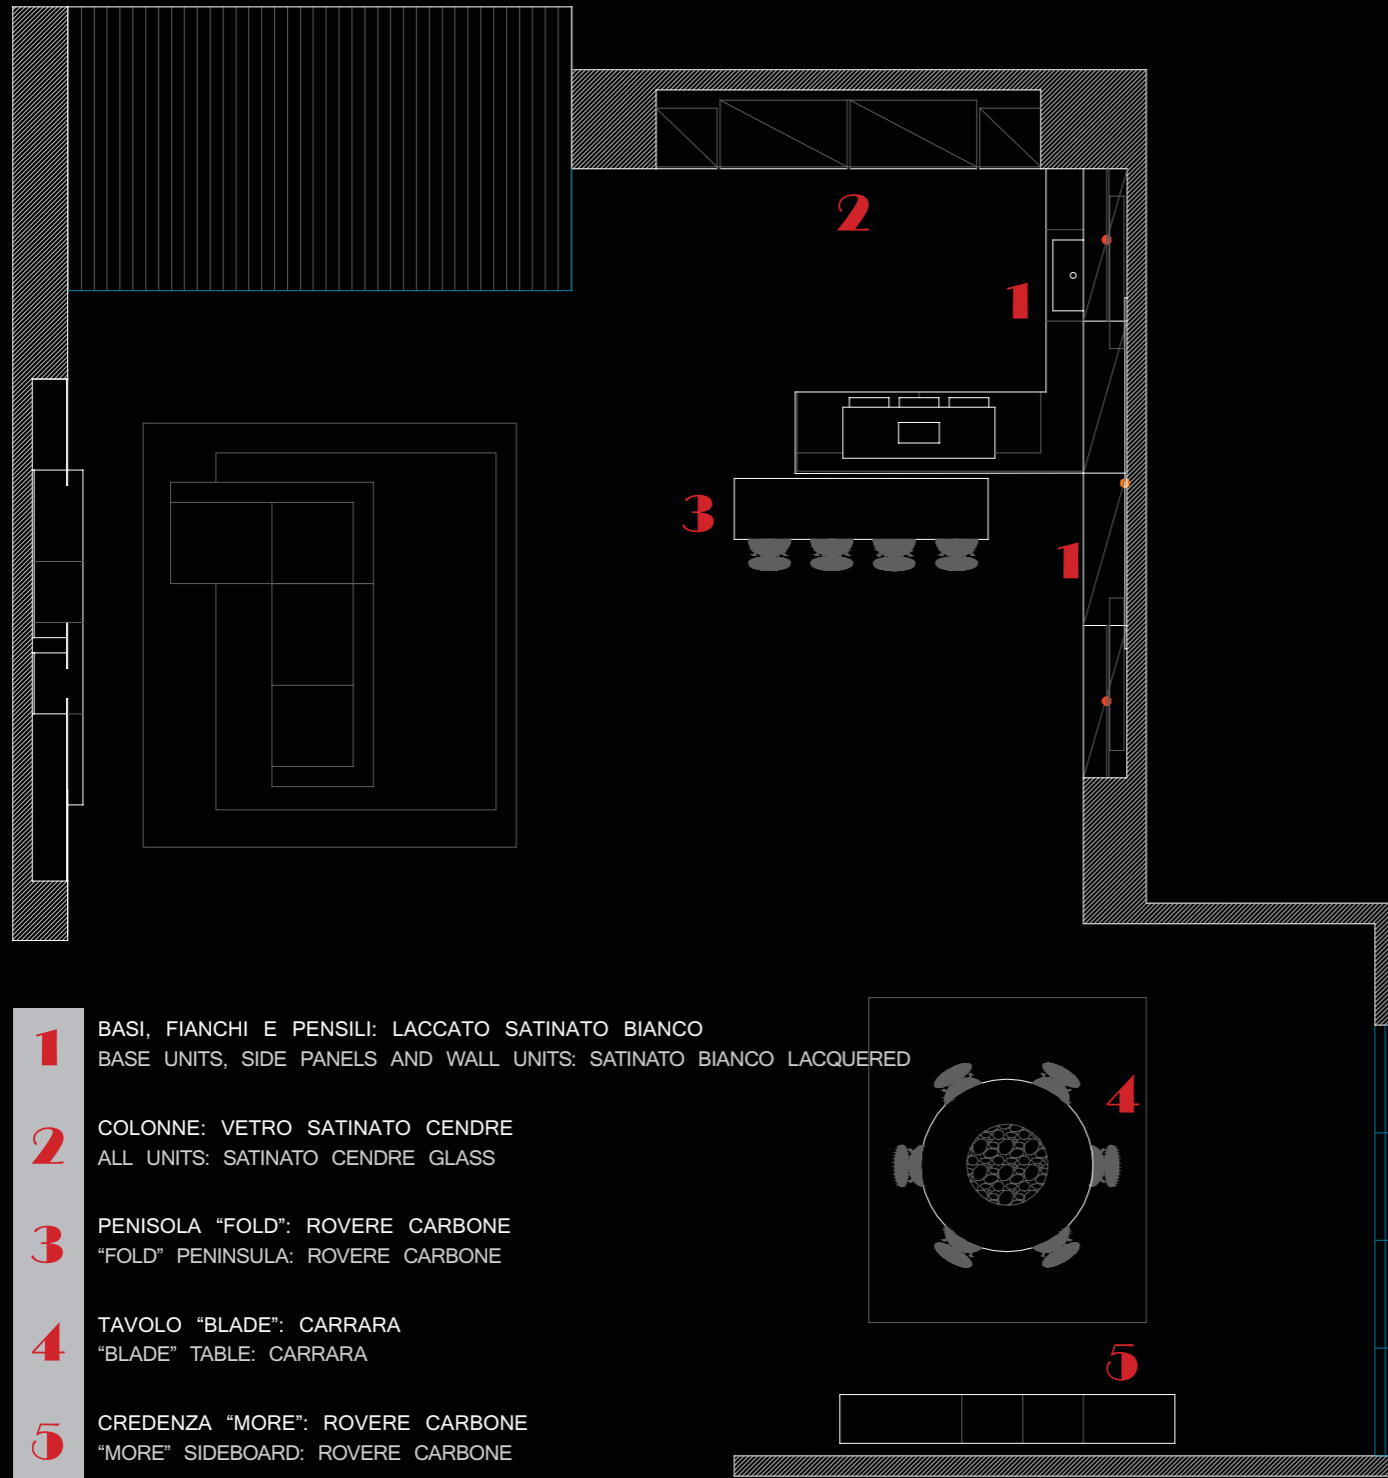 2
1
3
1
1
BASI, FIANCHI E PENSILI: LACCATO SATINATO BIANCO
BASE UNITS, SIDE PANELS AND WALL UNITS: SATINATO BIANCO LACQUERED
4
2
COLONNE: VETRO SATINATO CENDRE
ALL UNITS: SATINATO CENDRE GLASS
3
PENISOLA “FOLD”: ROVERE CARBONE
“FOLD” PENINSULA: ROVERE CARBONE
4
TAVOLO “BLADE”: CARRARA
“BLADE” TABLE: CARRARA
5
5
CREDENZA “MORE”: ROVERE CARBONE
“MORE” SIDEBOARD: ROVERE CARBONE